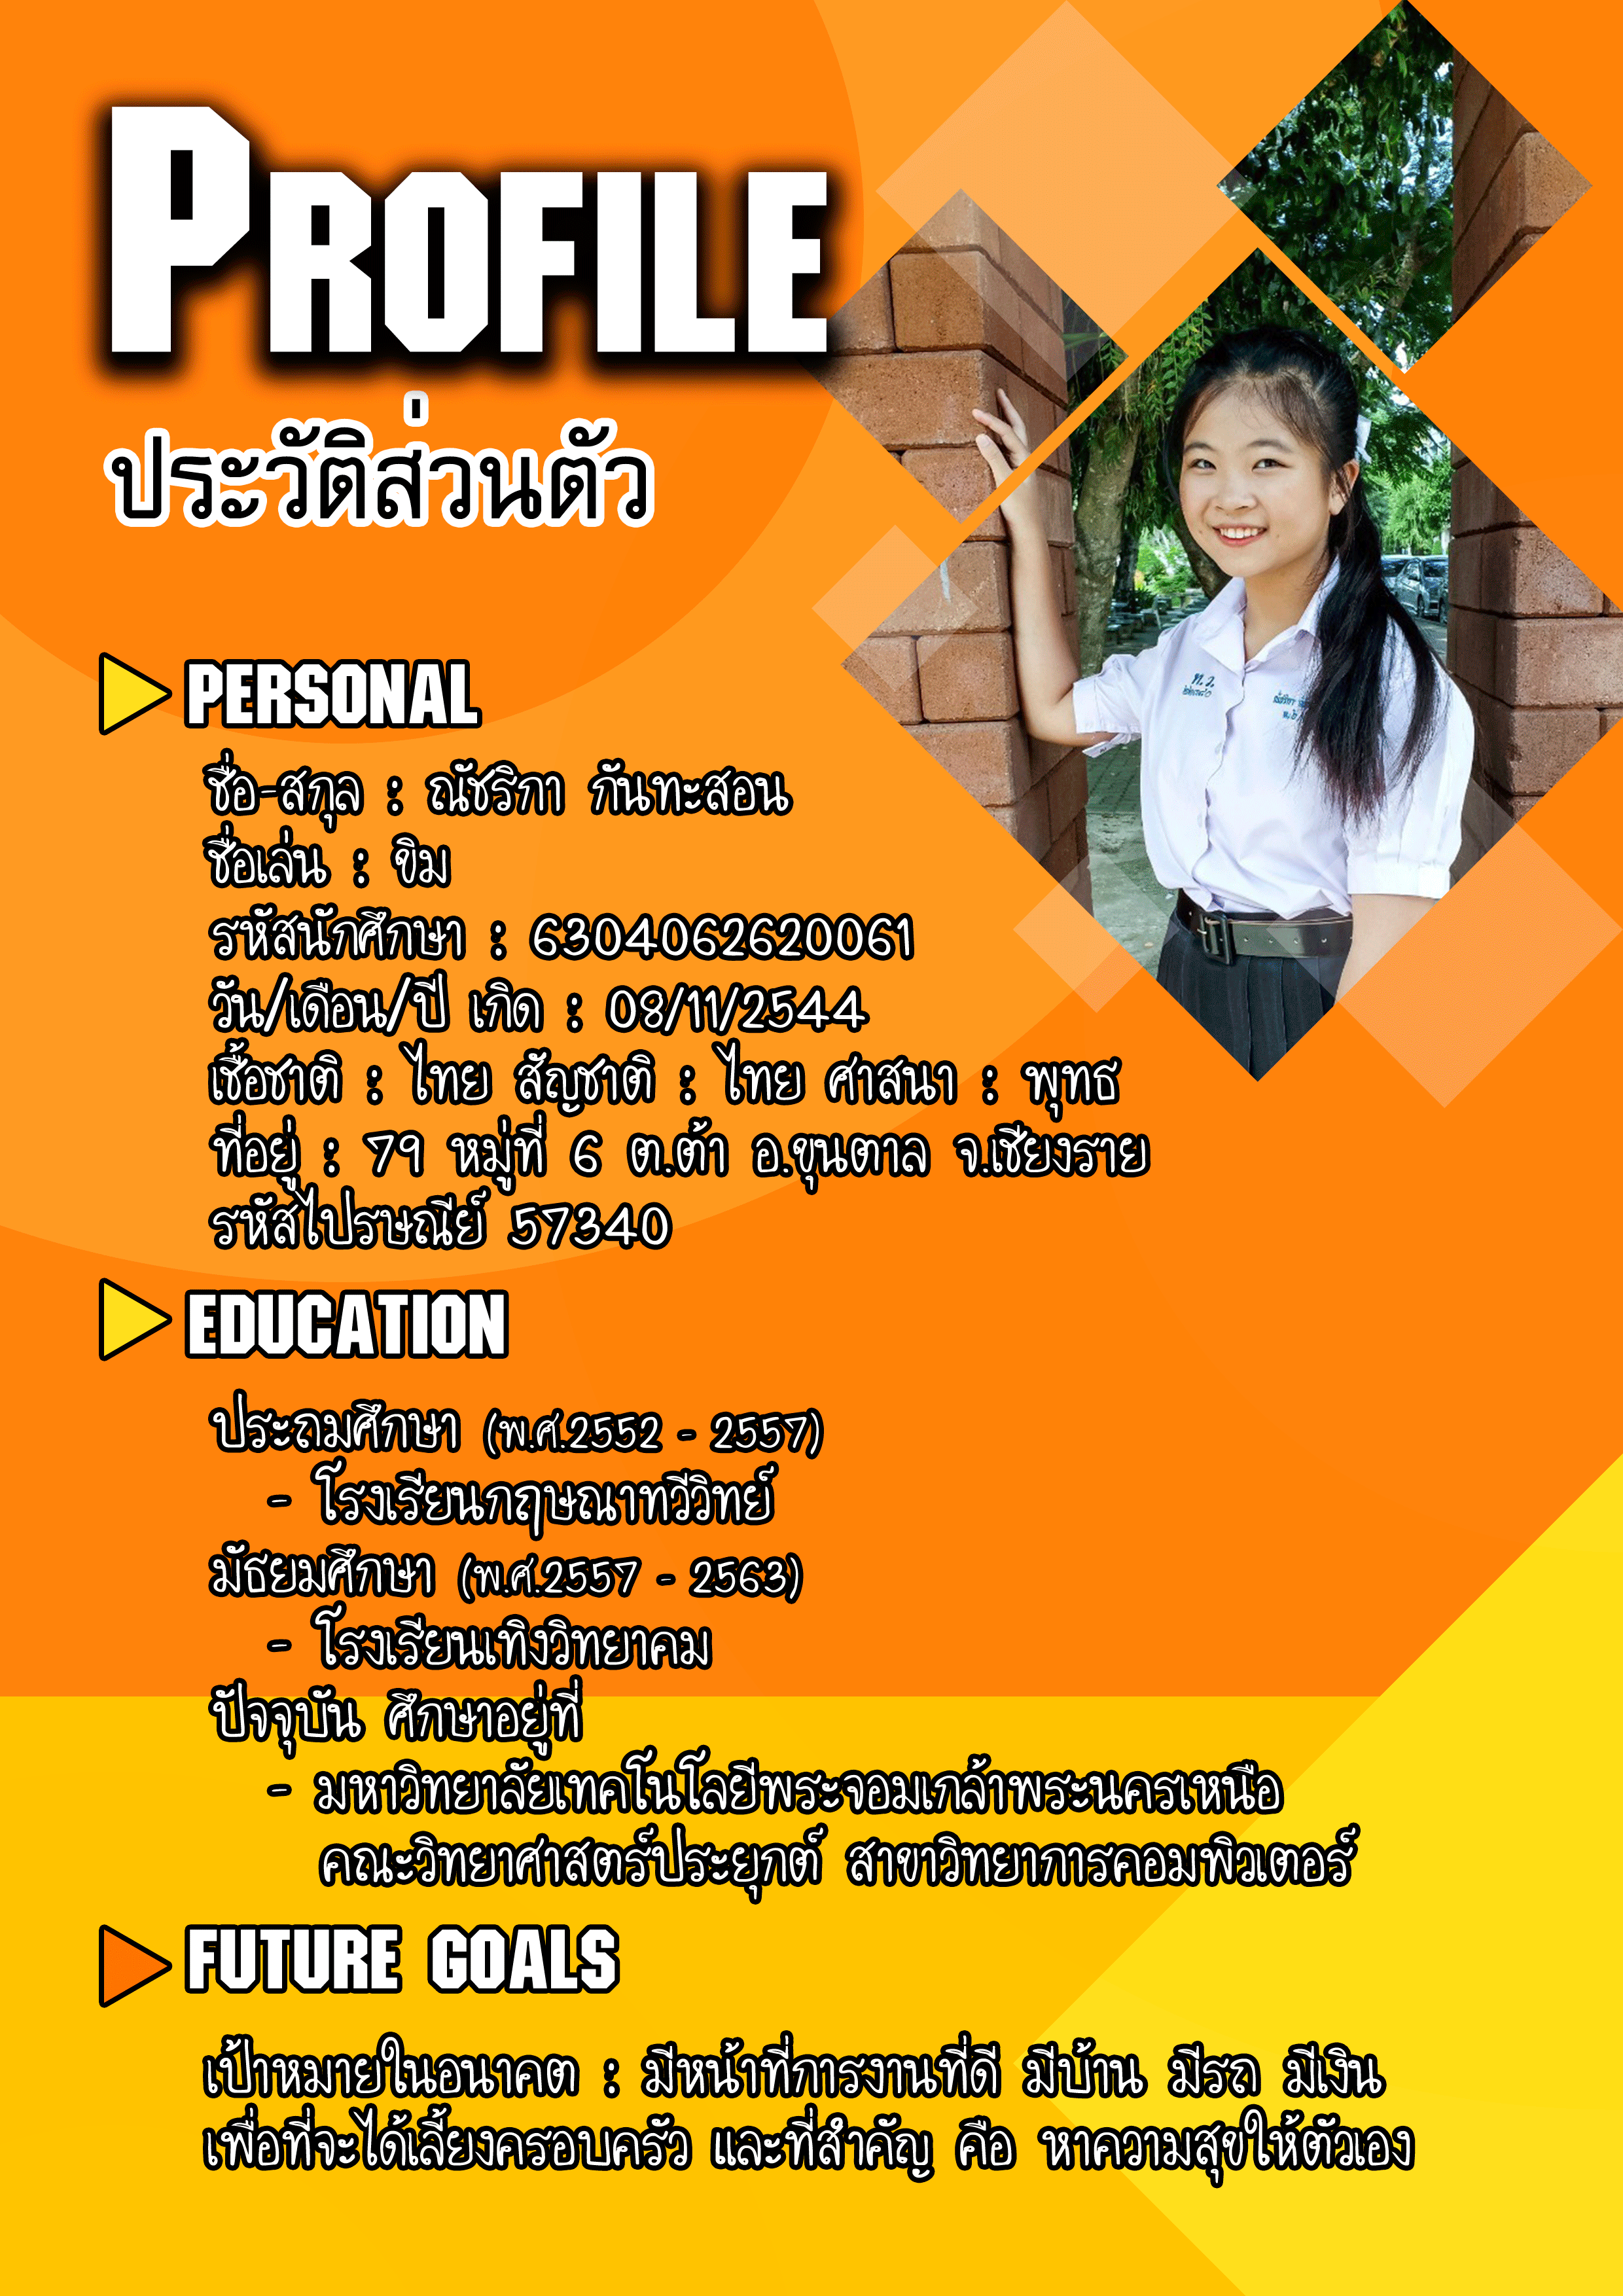 PROFILE
ประวัติส่วนตัว
PERSONAL
ชื่อ-สกุล : ณัชริกา กันทะสอน
ชื่อเล่น : ขิม
รหัสนักศึกษา : 6304062620061
วัน/เดือน/ปี เกิด : 08/11/2544
เชื้อชาติ : ไทย สัญชาติ : ไทย ศาสนา : พุทธ
ที่อยู่ : 79 หมู่ที่ 6 ต.ต้า อ.ขุนตาล จ.เชียงราย
รหัสไปรษณีย์ 57340
EDUCATION
ประถมศึกษา (พ.ศ.2552 - 2557)
- โรงเรียนกฤษณาทวีวิทย์
มัธยมศึกษา (พ.ศ.2557 - 2563)
- โรงเรียนเทิงวิทยาคม
ปัจจุบัน ศึกษาอยู่ที่
- มหาวิทยาลัยเทคโนโลยีพระจอมเกล้าพระนครเหนือ
คณะวิทยาศาสตร์ประยุกต์ สาขาวิทยาการคอมพิวเตอร์
FUTURE GOALS
เป้าหมายในอนาคต : มีหน้าที่การงานที่ดี มีบ้าน มีรถ มีเงิน
เพื่อที่จะได้เลี้ยงครอบครัว และที่สำคัญ คือ หาความสุขให้ตัวเอง
ท.ว.